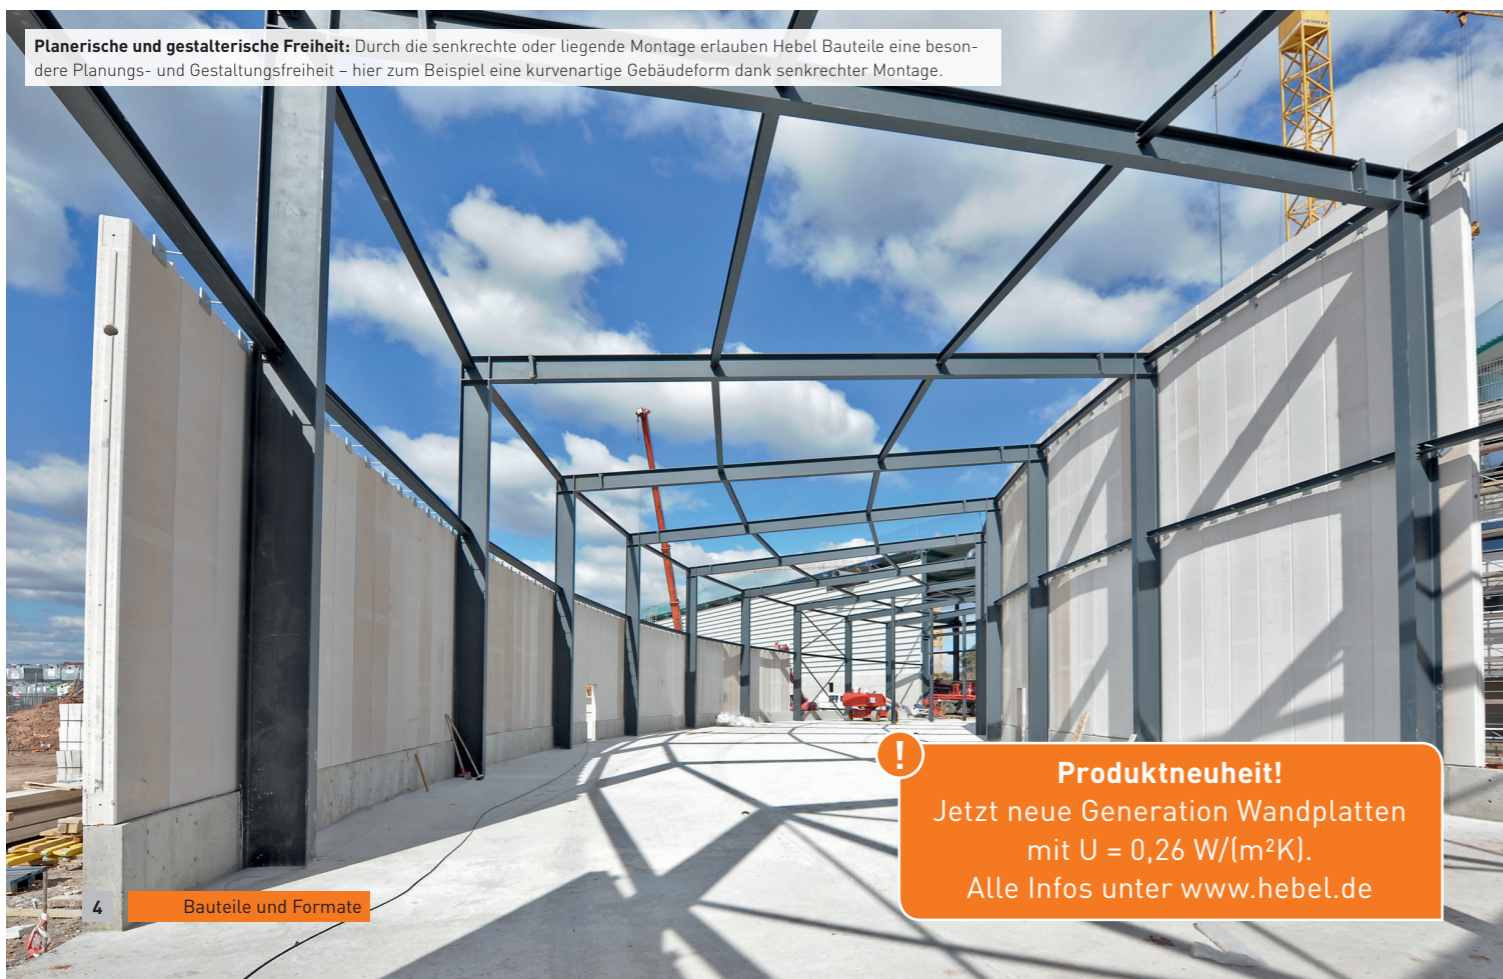 Planerische und gestalterische Freiheit: Durch die senkrechte oder liegende Montage erlauben Hebel Bauteile eine beson-
dere Planungs- und Gestaltungsfreiheit – hier zum Beispiel eine kurvenartige Gebäudeform dank senkrechter Montage.
!
Produktneuheit!
Jetzt neue Generation Wandplatten
mit U = 0,26 W/(m²K).
Alle Infos unter www.hebel.de
4
Bauteile und Formate